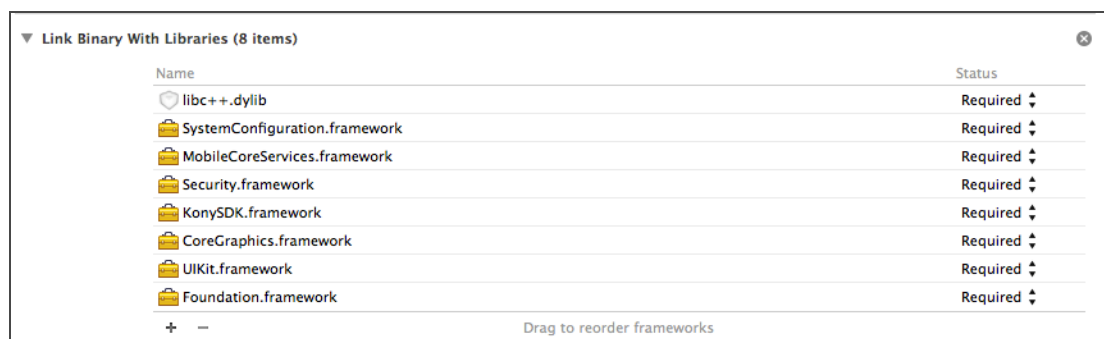 Link Binary With Libraries (8 items)
Name Status
libc++.dylib Required
SystemConfiguration.framework Required
MobileCoreServices.framework Required
Security.framework Required
KonySDK.framework Required
CoreGraphics.framework Required
UIKit.framework Required
Foundation.framework Required
Drag to reorder frameworks